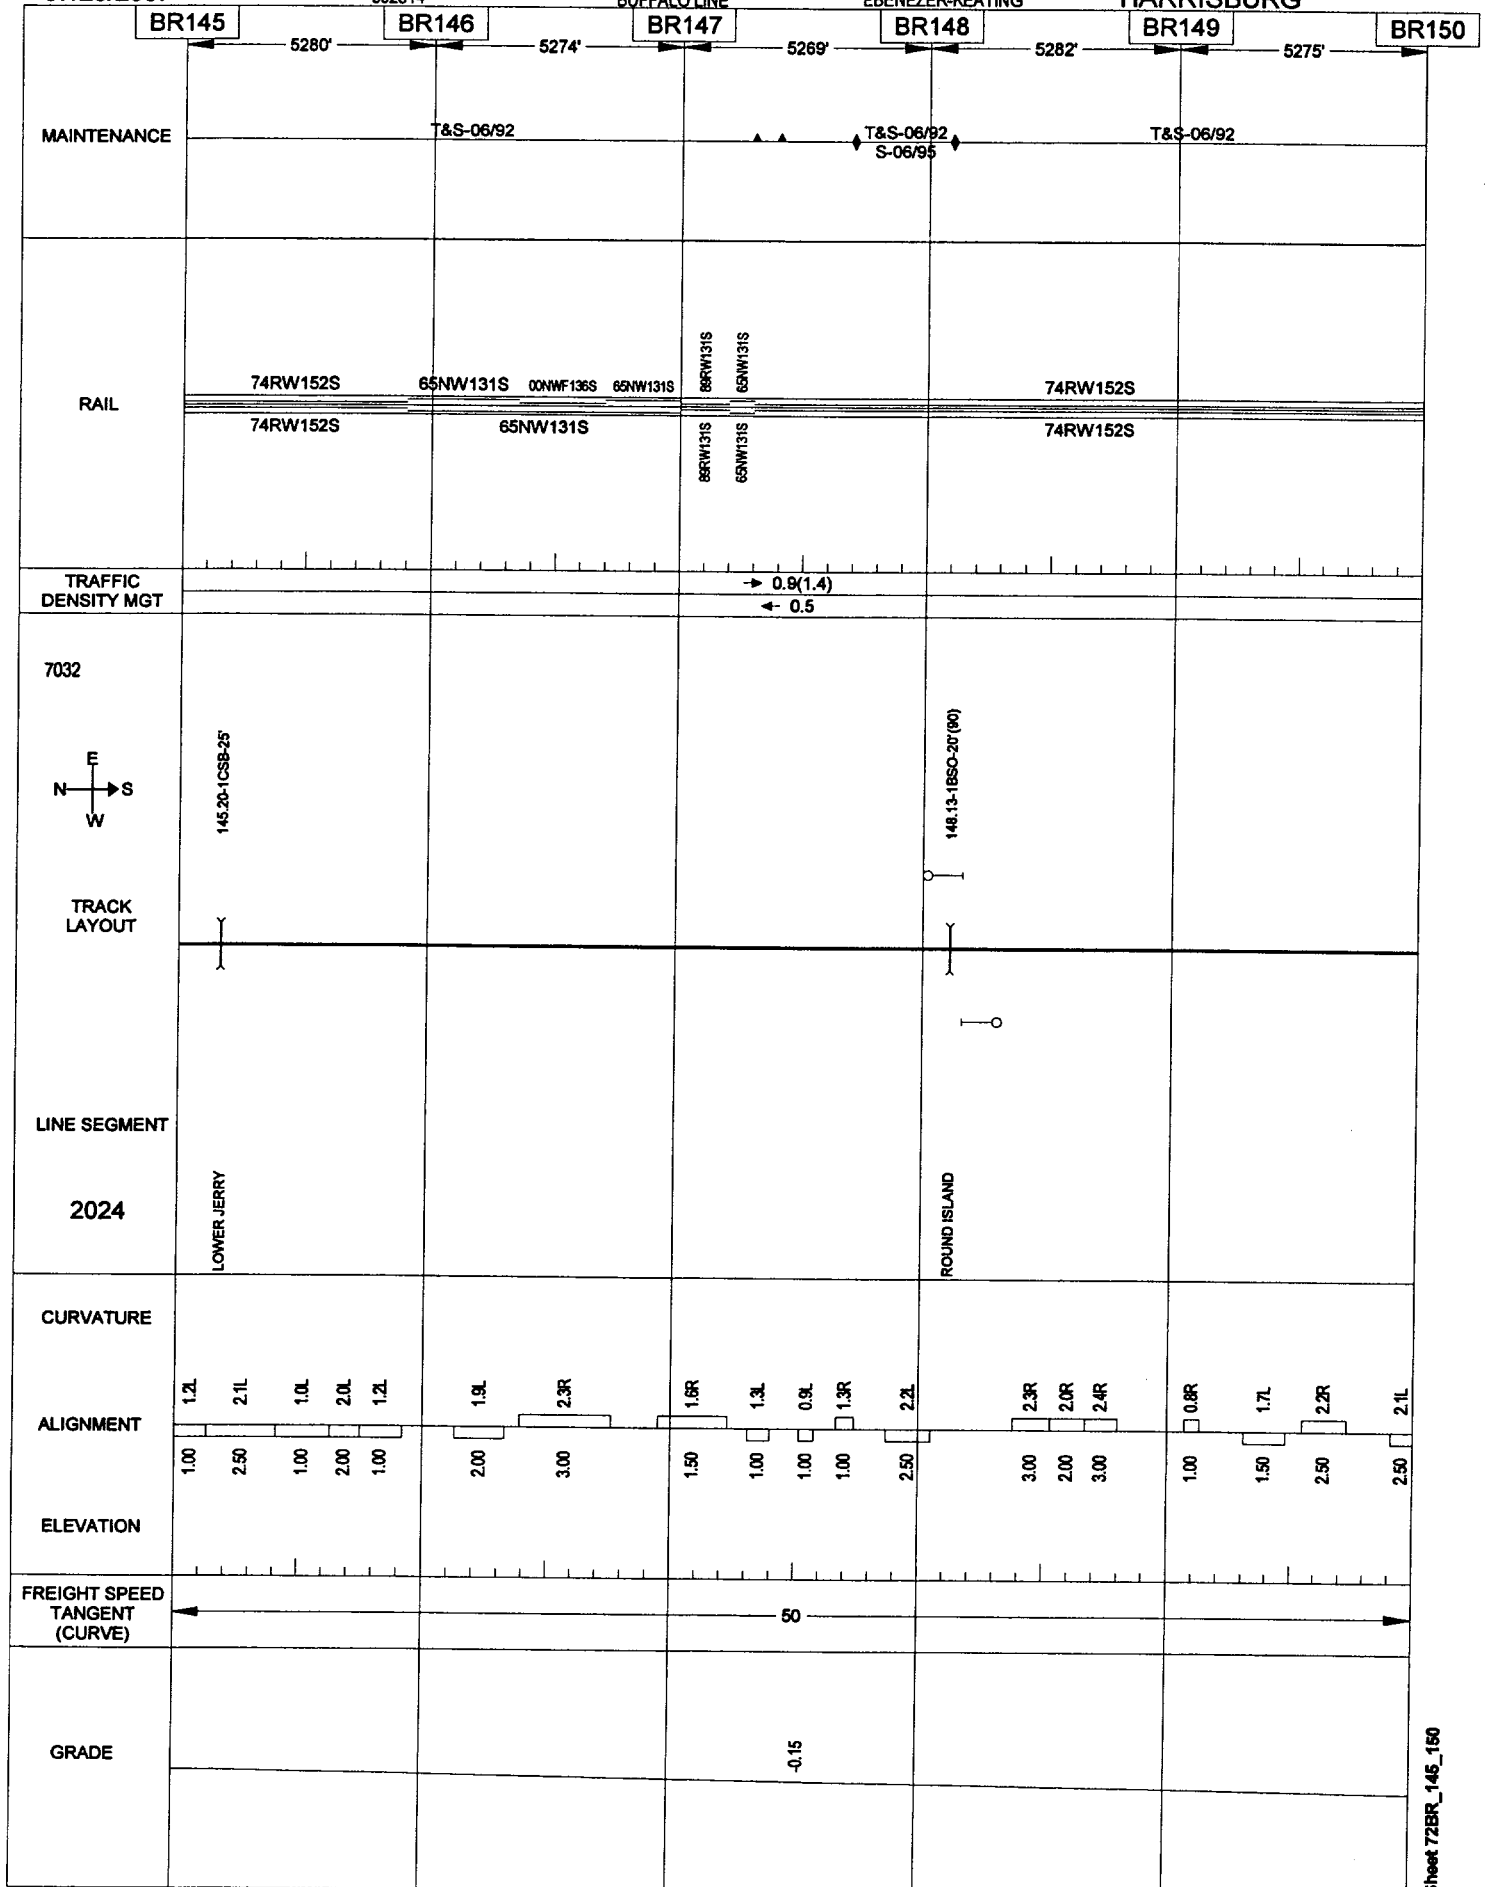 BUFFALO LINE EBENEZER-KEATING HARRISBURG
BR145 BR146 BR147 BR148 BR149 BR150
5280' 5274' 5269' 5282' 5275'
MAINTENANCE
T&S-06/92 T&S-06/92 T&S-06/92
S-06/95
RAIL
74RW152S 65NW131S 00NWF136S 65NW131S 89RW131S 65NW131S 74RW152S
74RW152S 65NW131S 89RW131S 65NW131S 74RW152S
TRAFFIC
DENSITY MGT
0.9(1.4)
0.5
7032
E
N S
W
145.20-1CSB-25'
148.13-1BSO-20'(90)
TRACK
LAYOUT
LINE SEGMENT
2024
LOWER JERRY
ROUND ISLAND
CURVATURE
1.2L 2.1L 1.0L 2.0L 1.2L 1.9L 2.3R 1.6R 1.3L 0.9L 1.3R 2.2L 2.3R 2.0R 2.4R 0.8R 1.7L 2.2R 2.1L
ALIGNMENT
1.00 2.50 1.00 2.00 1.00 2.00 3.00 1.50 1.00 1.00 1.00 2.50 3.00 2.00 3.00 1.00 1.50 2.50 2.50
ELEVATION
FREIGHT SPEED
TANGENT
(CURVE)
50
GRADE
-0.15
Sheet 72BR_145_150